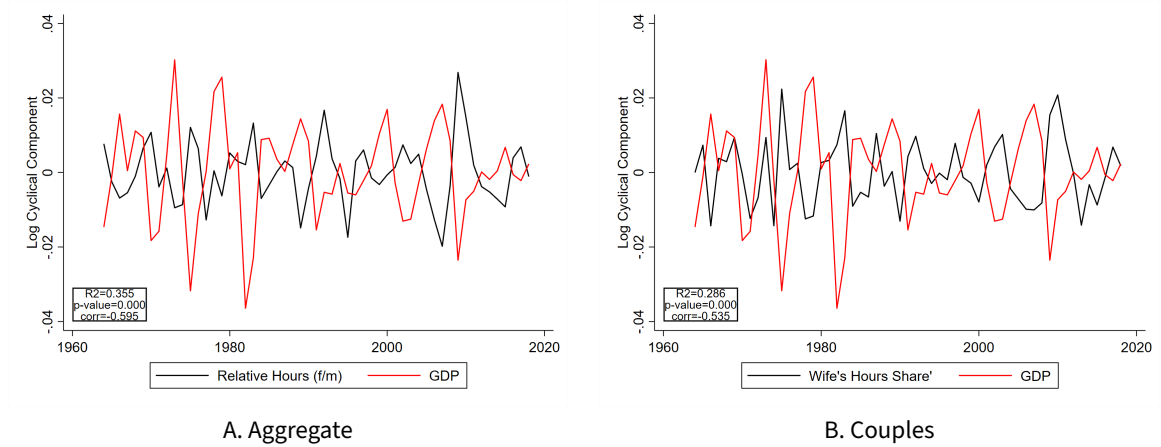 Log Cyclical Component
.04
.02
0
-.02
-.04
R2=0.355
p-value=0.000
corr=-0.595
1960 1980 2000 2020
Relative Hours (f/m) GDP
A. Aggregate
Log Cyclical Component
.04
.02
0
-.02
-.04
R2=0.286
p-value=0.000
corr=-0.535
1960 1980 2000 2020
Wife's Hours Share' GDP
B. Couples